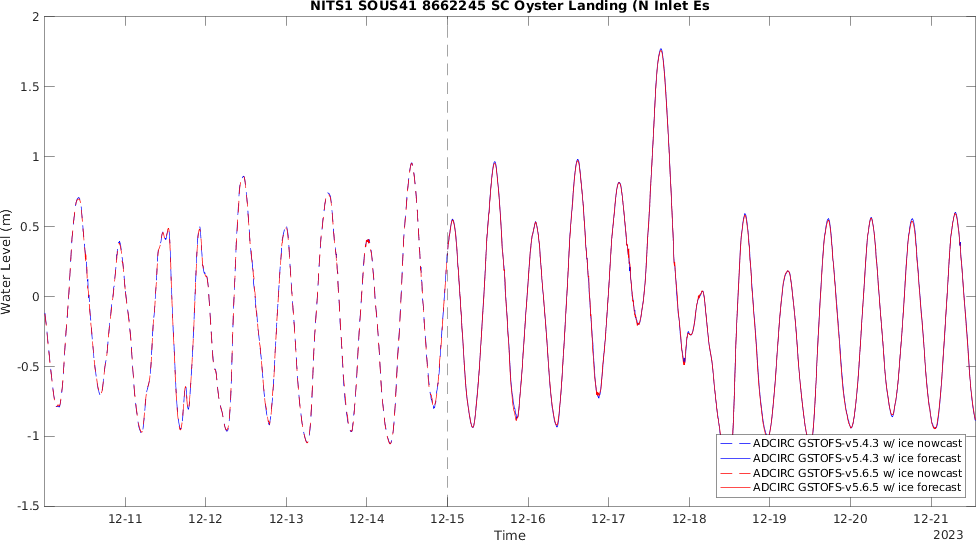 NITS1 SOUS41 8662245 SC Oyster Landing (N Inlet Es
2
1.5
1
0.5
0
-0.5
-1
-1.5
Water Level (m)
12-11
12-12
12-13
12-14
12-15
12-16
12-17
12-18
12-19
12-20
12-21
2023
Time
ADCIRC GSTOFS-v5.4.3 w/ ice nowcast
ADCIRC GSTOFS-v5.4.3 w/ ice forecast
ADCIRC GSTOFS-v5.6.5 w/ ice nowcast
ADCIRC GSTOFS-v5.6.5 w/ ice forecast